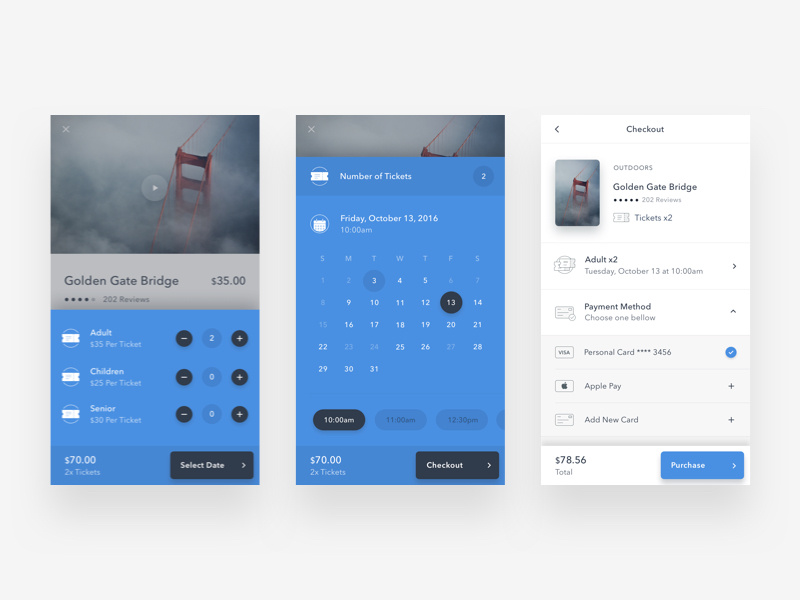 Golden Gate Bridge
$35.00
202 Reviews
Adult
$35 Per Ticket
2
Children
$25 Per Ticket
0
Senior
$30 Per Ticket
0
$70.00
2x Tickets
Select Date
Number of Tickets
2
Friday, October 13, 2016
10:00am
S M T W T F S
1 2 3 4 5 6 7
8 9 10 11 12 13 14
15 16 17 18 19 20 21
22 23 24 25 26 27 28
29 30 31
10:00am 11:00am 12:30pm
$70.00
2x Tickets
Checkout
Checkout
OUTDOORS
Golden Gate Bridge
202 Reviews
Tickets x2
Adult x2
Tuesday, October 13 at 10:00am
Payment Method
Choose one bellow
VISA Personal Card **** 3456
Apple Pay
Add New Card
$78.56
Total
Purchase